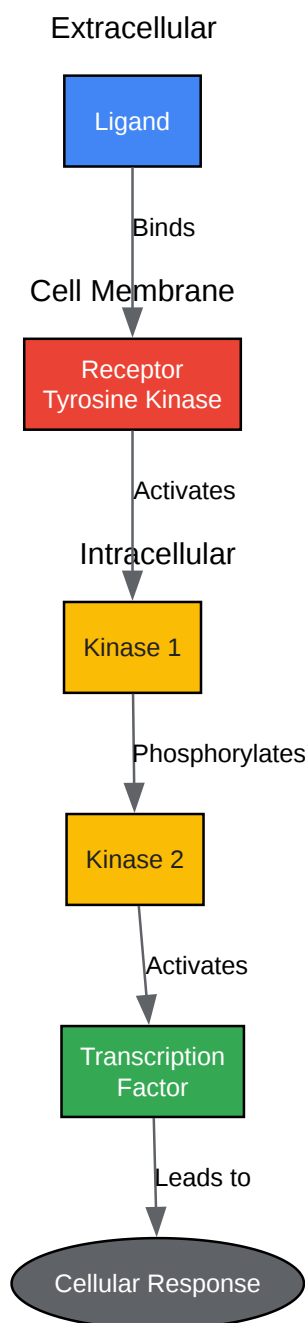 Extracellular
Ligand
Binds
Cell Membrane
Receptor
Tyrosine Kinase
Activates
Intracellular
Kinase 1
Phosphorylates
Kinase 2
Activates
Transcription
Factor
Leads to
Cellular Response